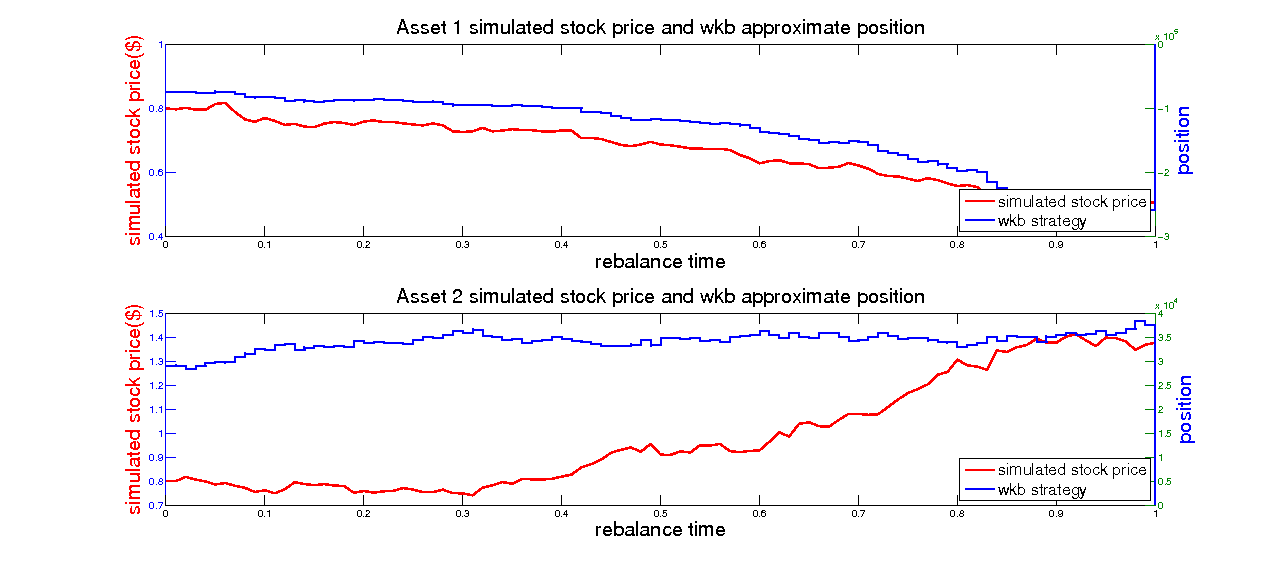 Asset 1 simulated stock price and wkb approximate position
x 10^5
simulated stock price($)
1
0.8
0.6
0.4
0
-1
-2
-3
position
simulated stock price
wkb strategy
0 0.1 0.2 0.3 0.4 0.5 0.6 0.7 0.8 0.9 1
rebalance time
Asset 2 simulated stock price and wkb approximate position
x 10^4
simulated stock price($)
1.5
1.4
1.3
1.2
1.1
1
0.9
0.8
0.7
4
3.5
3
2.5
2
1.5
1
0.5
0
position
simulated stock price
wkb strategy
0 0.1 0.2 0.3 0.4 0.5 0.6 0.7 0.8 0.9 1
rebalance time